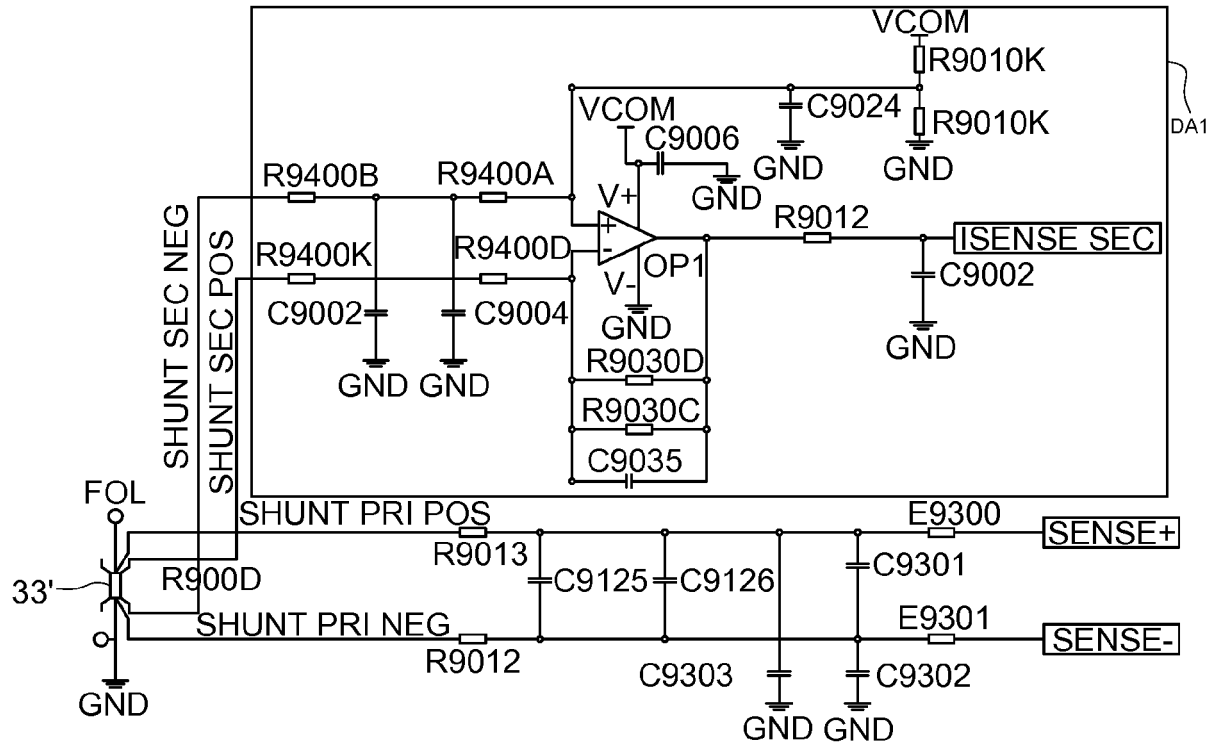 VCOM
R9010K
DA1
VCOM
C9006
C9024
R9010K
GND
GND
GND
R9400B
R9400A
V+
R9012
+
ISENSE SEC
SHUNT SEC NEG
SHUNT SEC POS
R9400K
R9400D
-
OP1
V-
C9002
C9002
C9004
GND
GND
GND
GND
R9030D
R9030C
C9035
FOL
SHUNT PRI POS
E9300
SENSE+
R9013
33'
R900D
C9125
C9126
C9301
SHUNT PRI NEG
E9301
SENSE-
R9012
C9303
C9302
GND
GND
GND